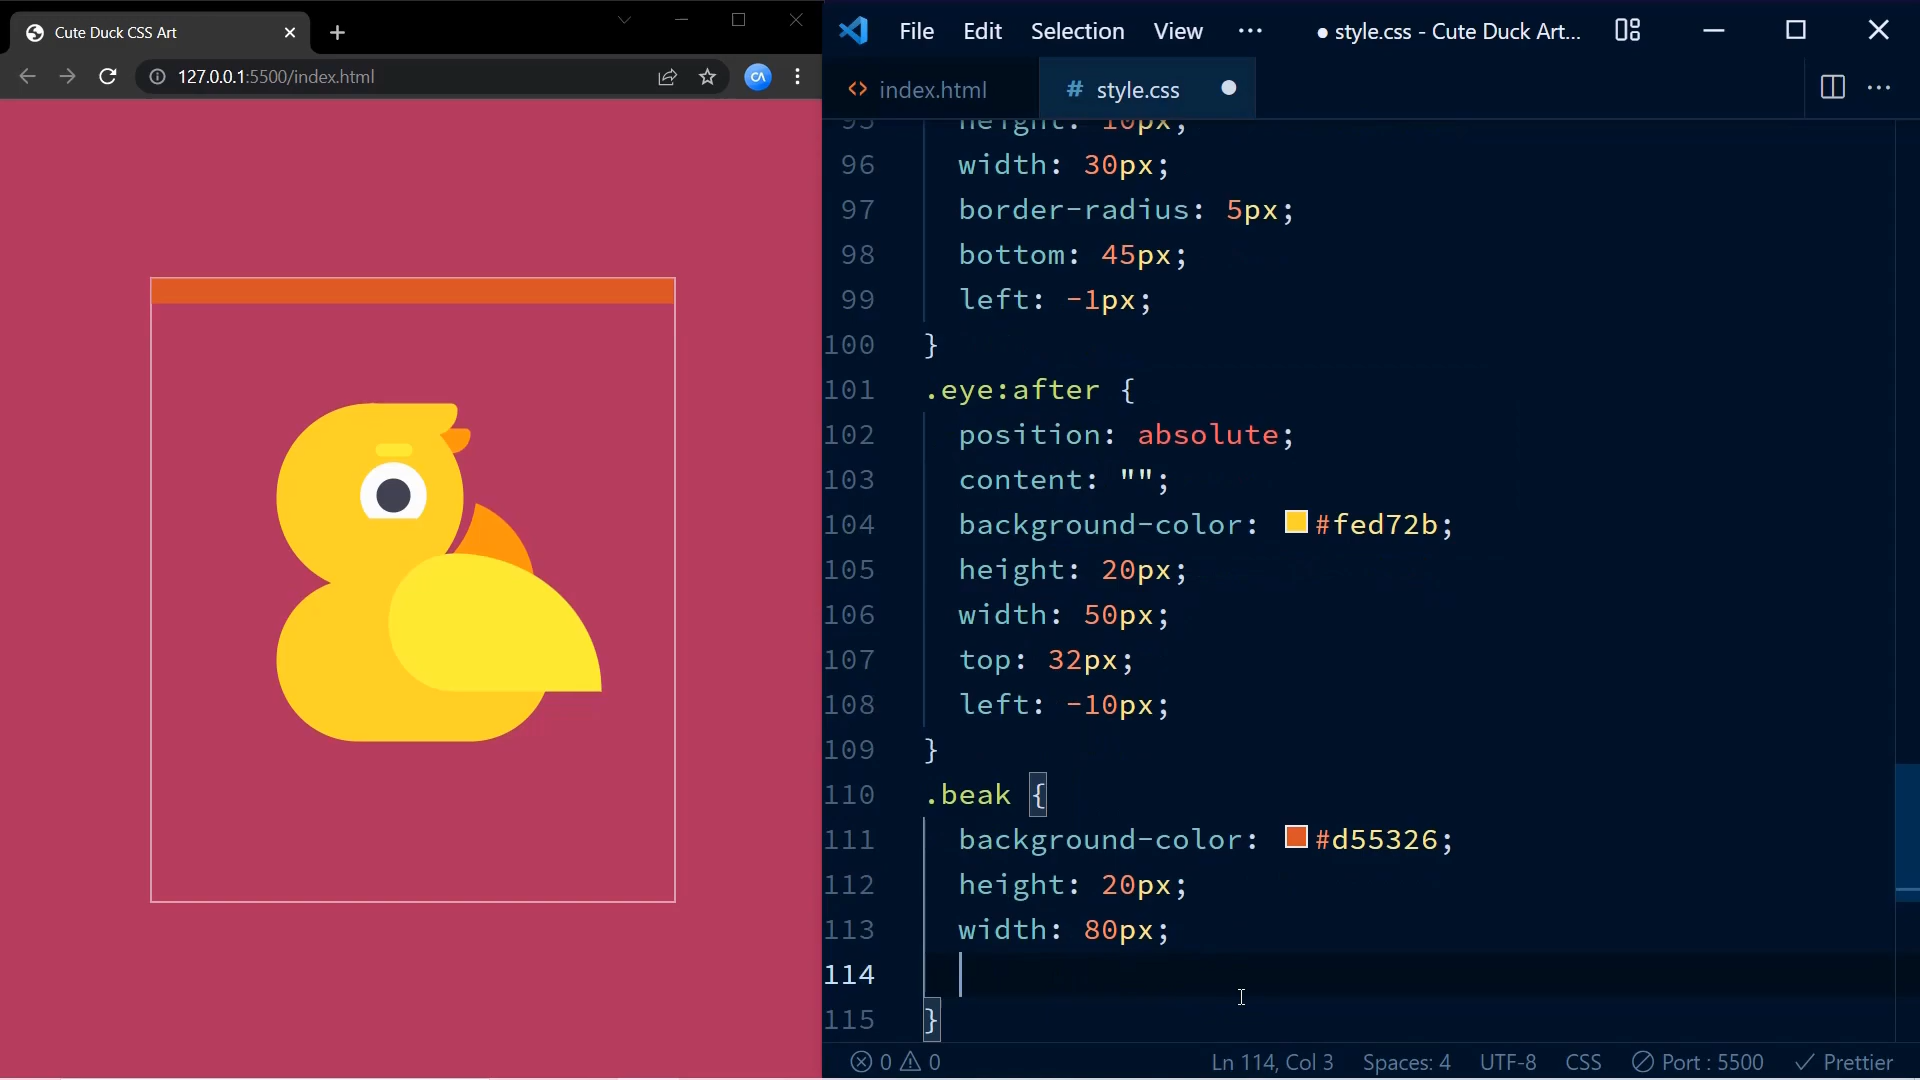 Cute Duck CSS Art
127.0.0.1:5500/index.html
File Edit Selection View ··· ● style.css - Cute Duck Art...
<> index.html # style.css
95 height: 10px;
96 width: 30px;
97 border-radius: 5px;
98 bottom: 45px;
99 left: -1px;
100 }
101 .eye:after {
102 position: absolute;
103 content: "";
104 background-color: #fed72b;
105 height: 20px;
106 width: 50px;
107 top: 32px;
108 left: -10px;
109 }
110 .beak {
111 background-color: #d55326;
112 height: 20px;
113 width: 80px;
114
115 }
0 0 Ln 114, Col 3 Spaces: 4 UTF-8 CSS Port : 5500 Prettier